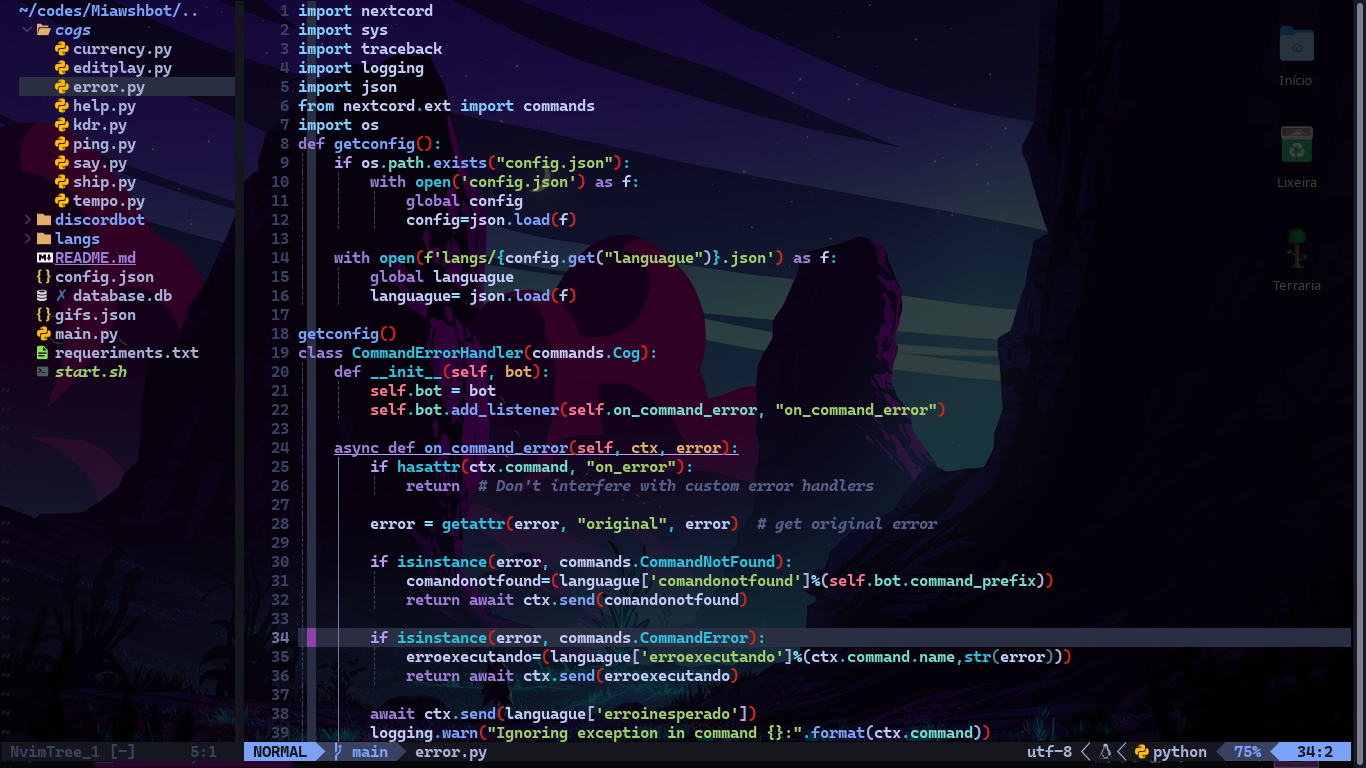 ~/codes/Miawshbot/..
cogs
currency.py
editplay.py
error.py
help.py
kdr.py
ping.py
say.py
ship.py
tempo.py
discordbot
langs
README.md
config.json
✗ database.db
gifs.json
main.py
requeriments.txt
start.sh
NvimTree_1 [-] 5:1
1 import nextcord
2 import sys
3 import traceback
4 import logging
5 import json
6 from nextcord.ext import commands
7 import os
8 def getconfig():
9     if os.path.exists("config.json"):
10         with open('config.json') as f:
11             global config
12             config=json.load(f)
13
14     with open(f'langs/{config.get("languague")}.json') as f:
15         global languague
16         languague= json.load(f)
17
18 getconfig()
19 class CommandErrorHandler(commands.Cog):
20     def __init__(self, bot):
21         self.bot = bot
22         self.bot.add_listener(self.on_command_error, "on_command_error")
23
24     async def on_command_error(self, ctx, error):
25         if hasattr(ctx.command, "on_error"):
26             return  # Don't interfere with custom error handlers
27
28         error = getattr(error, "original", error)  # get original error
29
30         if isinstance(error, commands.CommandNotFound):
31             comandonotfound=(languague['comandonotfound']%(self.bot.command_prefix))
32             return await ctx.send(comandonotfound)
33
34         if isinstance(error, commands.CommandError):
35             erroexecutando=(languague['erroexecutando']%(ctx.command.name,str(error)))
36             return await ctx.send(erroexecutando)
37
38         await ctx.send(languague['erroinesperado'])
39         logging.warn("Ignoring exception in command {}:".format(ctx.command))
NORMAL main error.py utf-8 python 75% 34:2
Início
Lixeira
Terraria